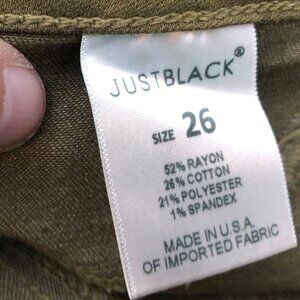 JUSTBLACK®
SIZE 26
52% RAYON
26% COTTON
21% POLYESTER
1% SPANDEX
MADE IN U.S.A.
OF IMPORTED FABRIC